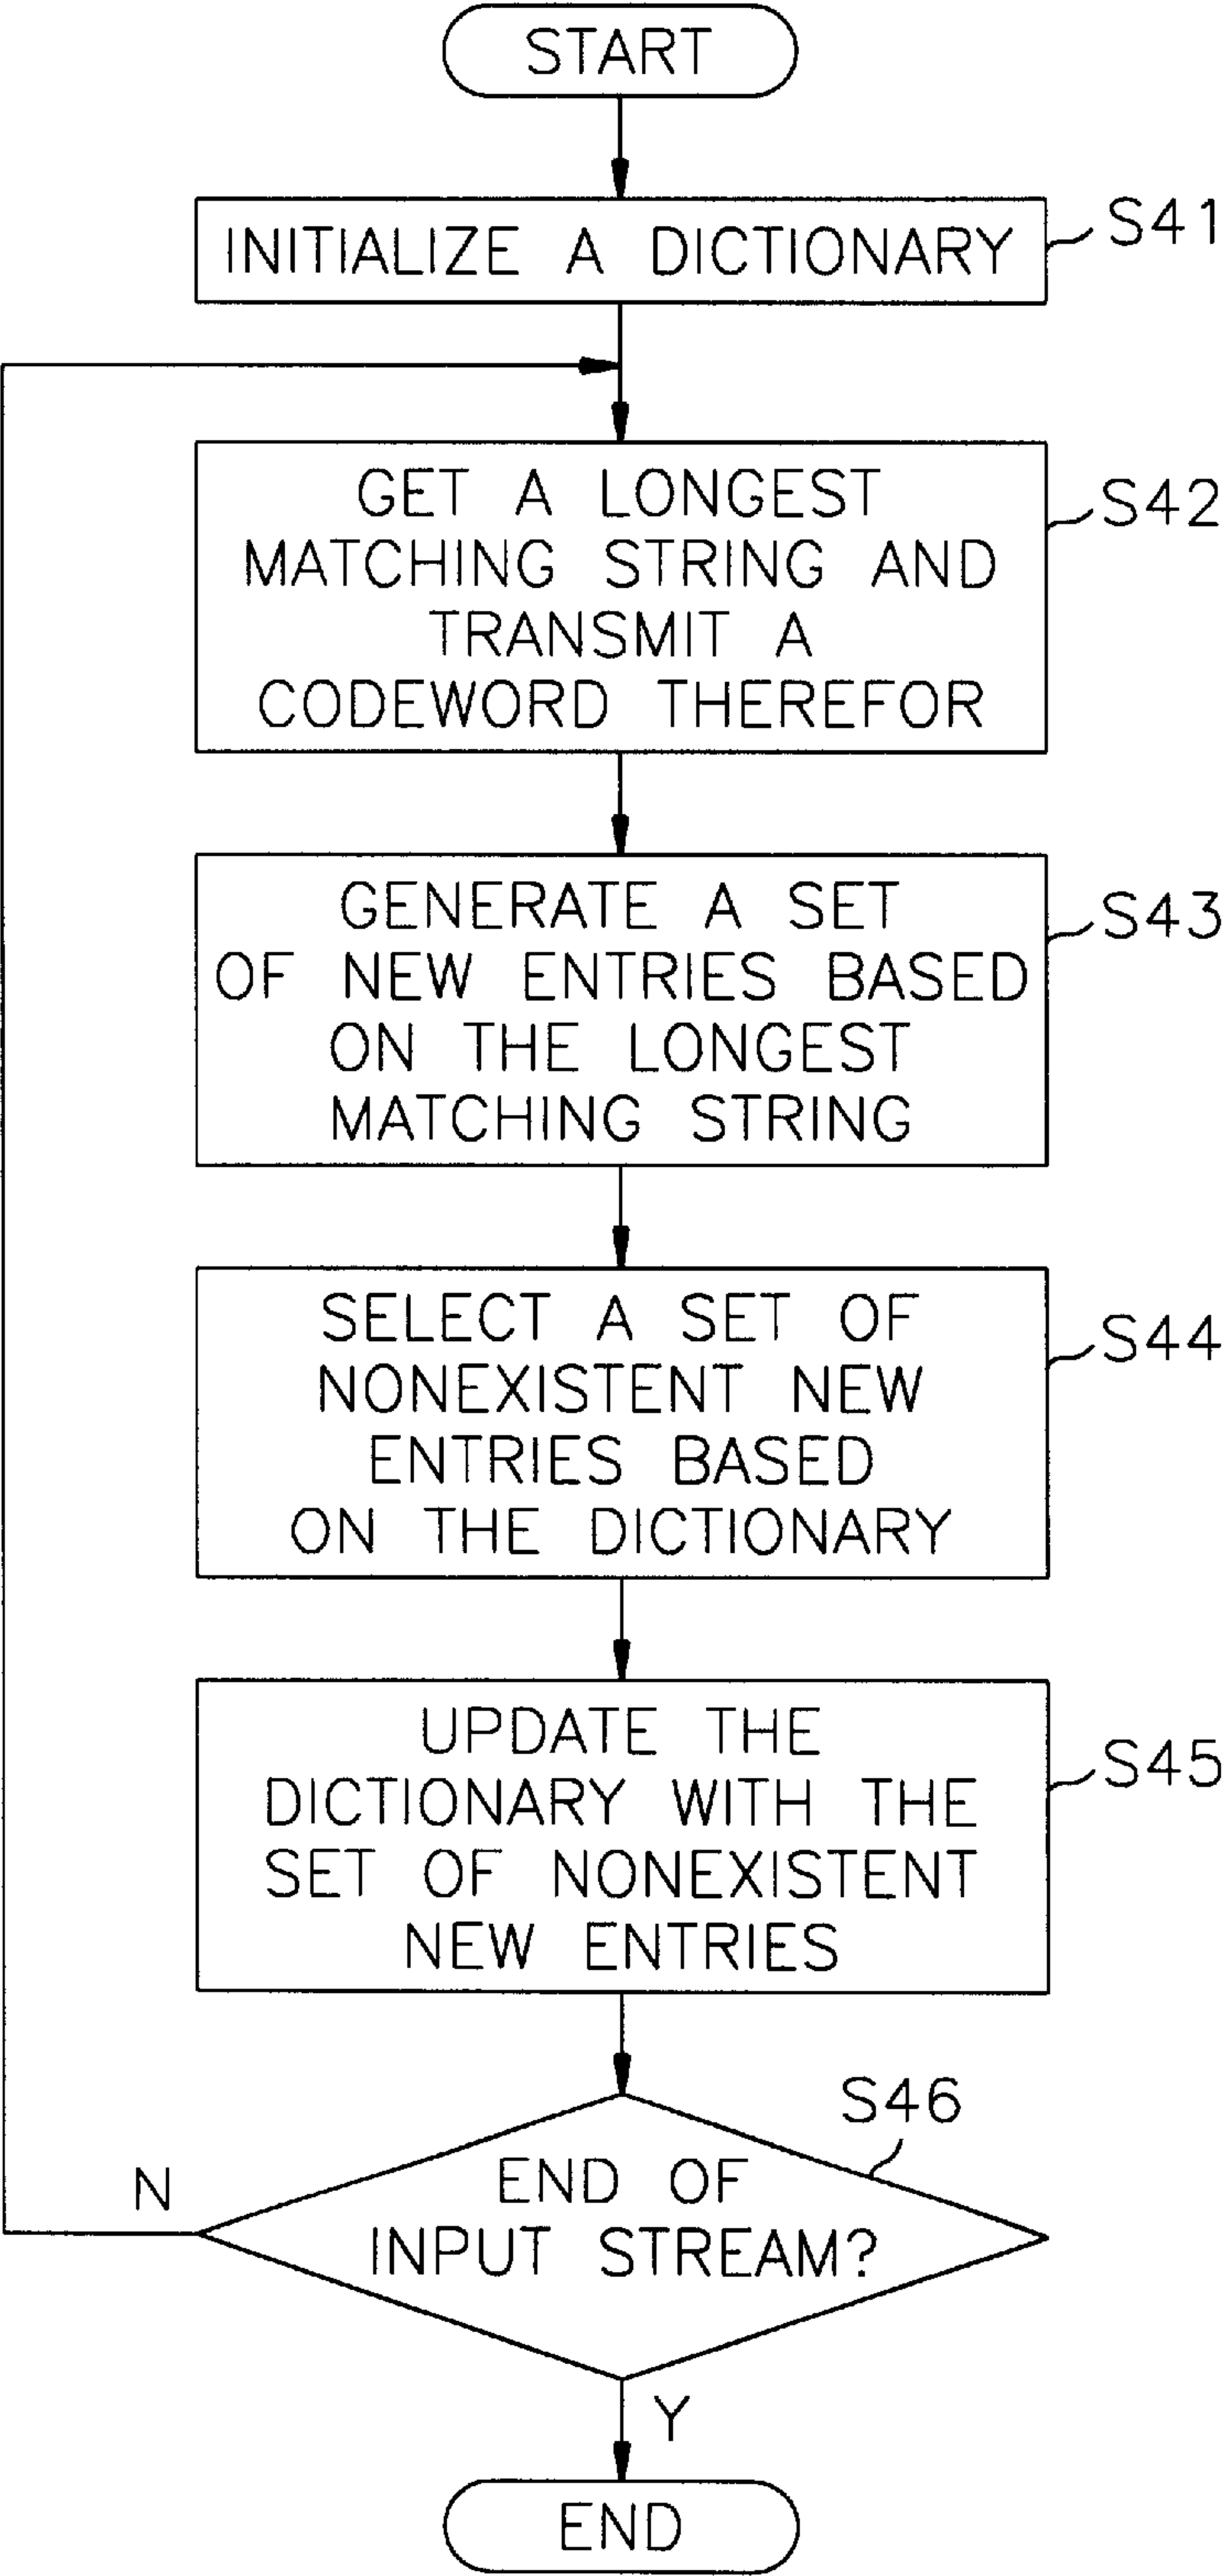 START
INITIALIZE A DICTIONARY
S41
GET A LONGEST
MATCHING STRING AND
TRANSMIT A
CODEWORD THEREFOR
S42
GENERATE A SET
OF NEW ENTRIES BASED
ON THE LONGEST
MATCHING STRING
S43
SELECT A SET OF
NONEXISTENT NEW
ENTRIES BASED
ON THE DICTIONARY
S44
UPDATE THE
DICTIONARY WITH THE
SET OF NONEXISTENT
NEW ENTRIES
S45
S46
END OF
INPUT STREAM?
N
Y
END